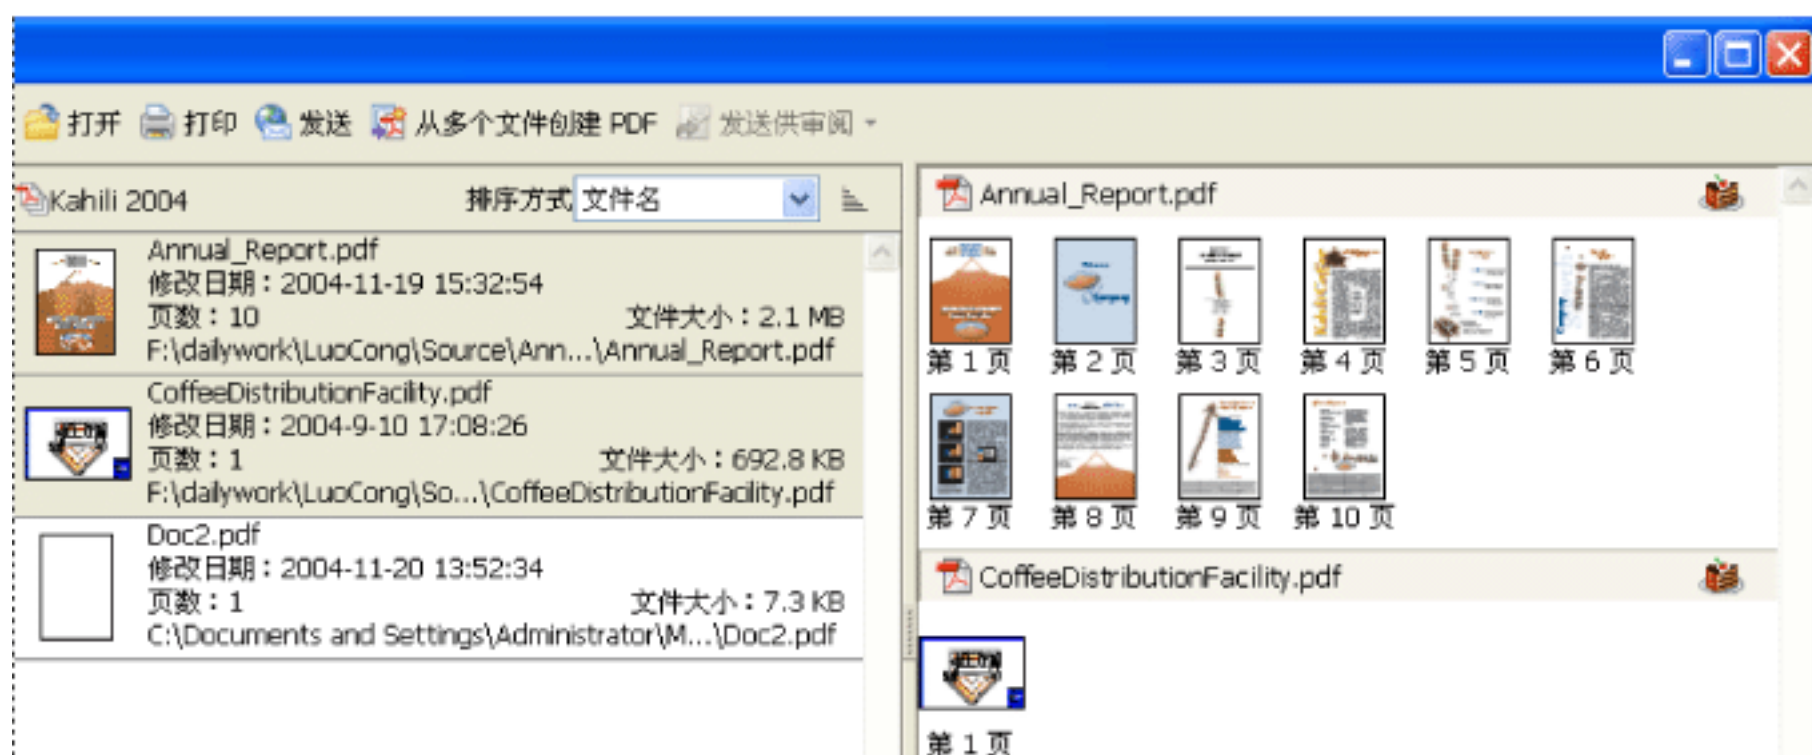 打开 打印 发送 从多个文件创建 PDF 发送供审阅
Kahili 2004 排序方式 文件名
Annual_Report.pdf
修改日期：2004-11-19 15:32:54
页数：10 文件大小：2.1 MB
F:\dailywork\LuoCong\Source\Ann...\Annual_Report.pdf
CoffeeDistributionFacility.pdf
修改日期：2004-9-10 17:08:26
页数：1 文件大小：692.8 KB
F:\dailywork\LuoCong\So...\CoffeeDistributionFacility.pdf
Doc2.pdf
修改日期：2004-11-20 13:52:34
页数：1 文件大小：7.3 KB
C:\Documents and Settings\Administrator\M...\Doc2.pdf
Annual_Report.pdf
第 1 页 第 2 页 第 3 页 第 4 页 第 5 页 第 6 页
第 7 页 第 8 页 第 9 页 第 10 页
CoffeeDistributionFacility.pdf
第 1 页